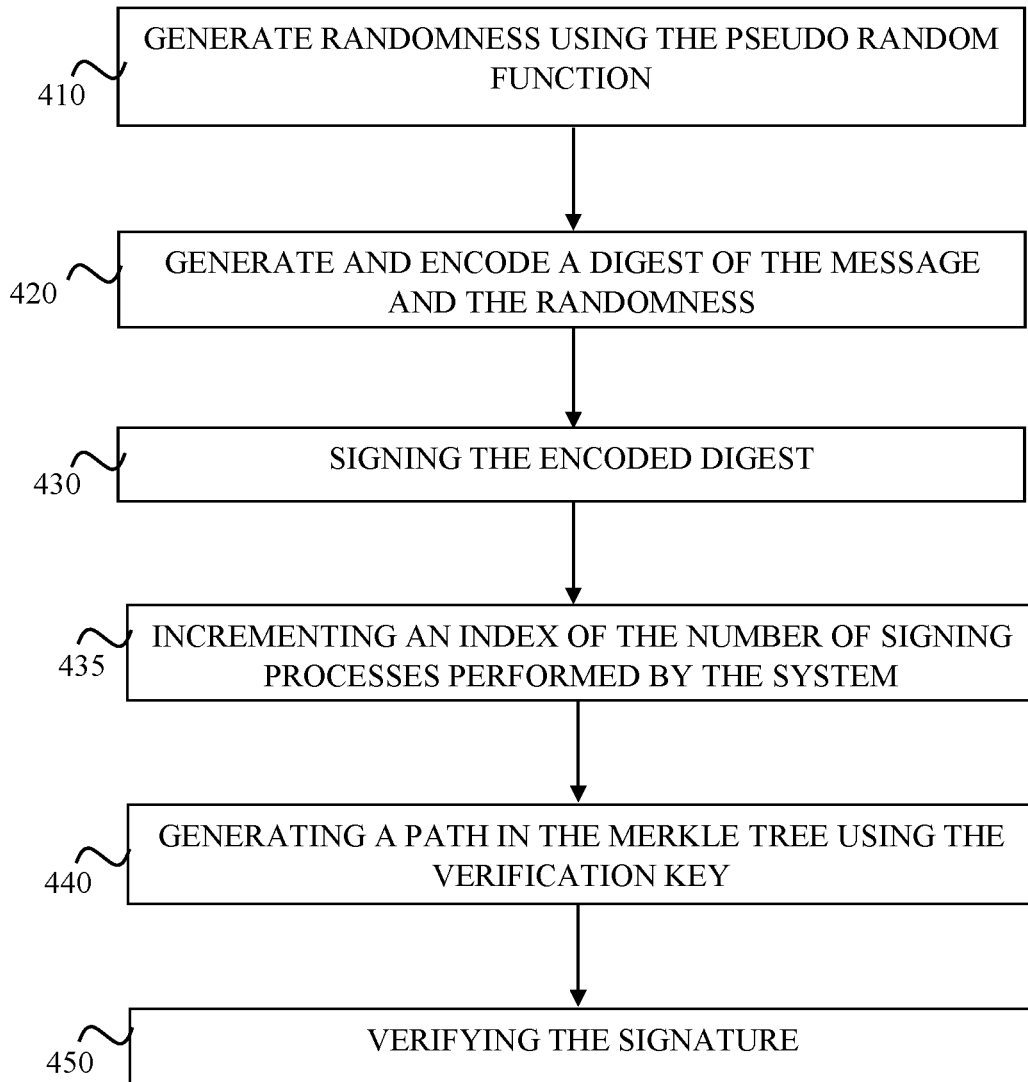 GENERATE RANDOMNESS USING THE PSEUDO RANDOM
FUNCTION
410
GENERATE AND ENCODE A DIGEST OF THE MESSAGE
AND THE RANDOMNESS
420
SIGNING THE ENCODED DIGEST
430
INCREMENTING AN INDEX OF THE NUMBER OF SIGNING
PROCESSES PERFORMED BY THE SYSTEM
435
GENERATING A PATH IN THE MERKLE TREE USING THE
VERIFICATION KEY
440
VERIFYING THE SIGNATURE
450